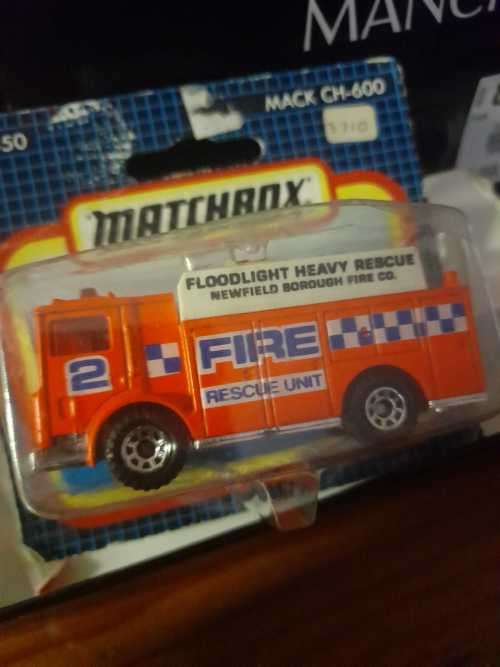 MANC
MACK CH-600
50
MATCHBOX
FLOODLIGHT HEAVY RESCUE
NEWFIELD BOROUGH FIRE CO.
2
FIRE
RESCUE UNIT